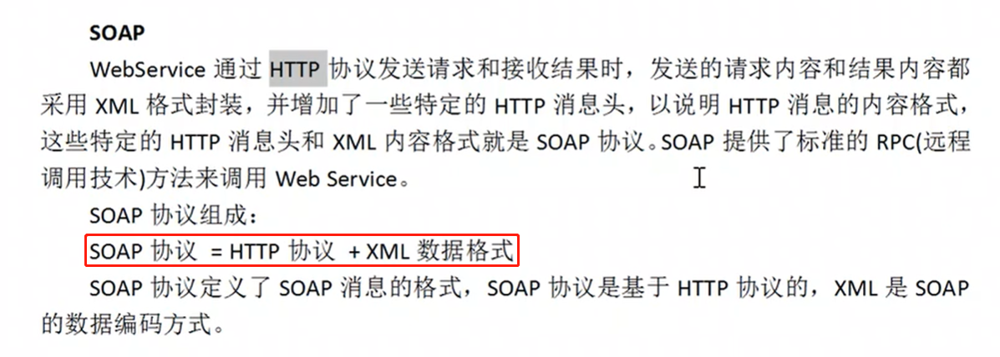 SOAP
WebService 通过 HTTP 协议发送请求和接收结果时，发送的请求内容和结果内容都
采用 XML 格式封装，并增加了一些特定的 HTTP 消息头，以说明 HTTP 消息的内容格式，
这些特定的 HTTP 消息头和 XML 内容格式就是 SOAP 协议。SOAP 提供了标准的 RPC(远程
调用技术)方法来调用 Web Service。
SOAP 协议组成：
SOAP 协议 = HTTP 协议 + XML 数据格式
SOAP 协议定义了 SOAP 消息的格式，SOAP 协议是基于 HTTP 协议的，XML 是 SOAP
的数据编码方式。